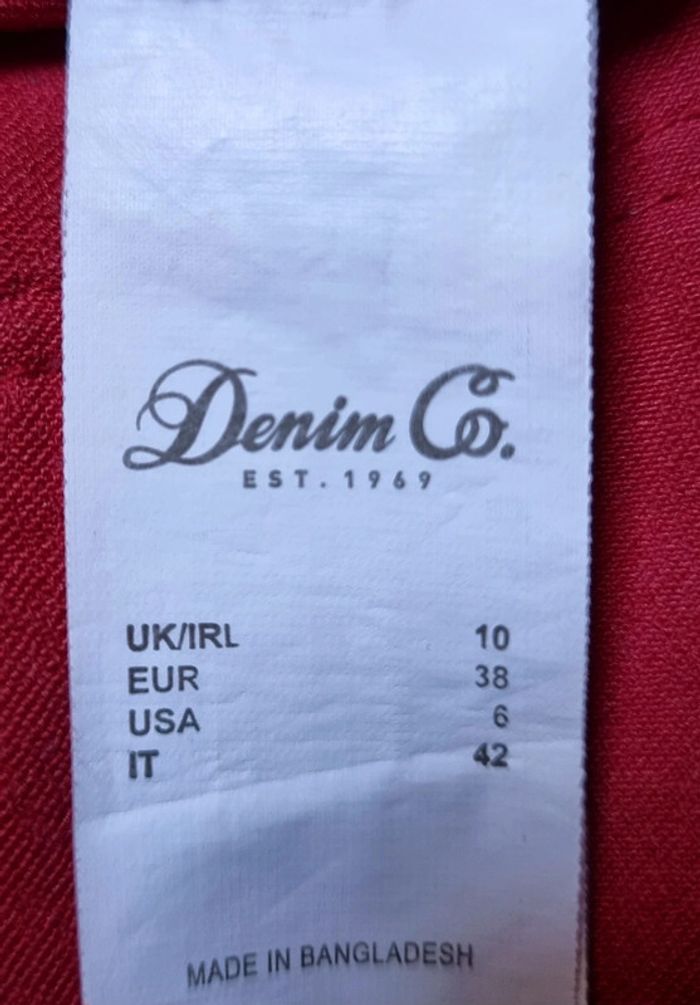 Denim Co.
EST. 1969
UK/IRL 10
EUR 38
USA 6
IT 42
MADE IN BANGLADESH